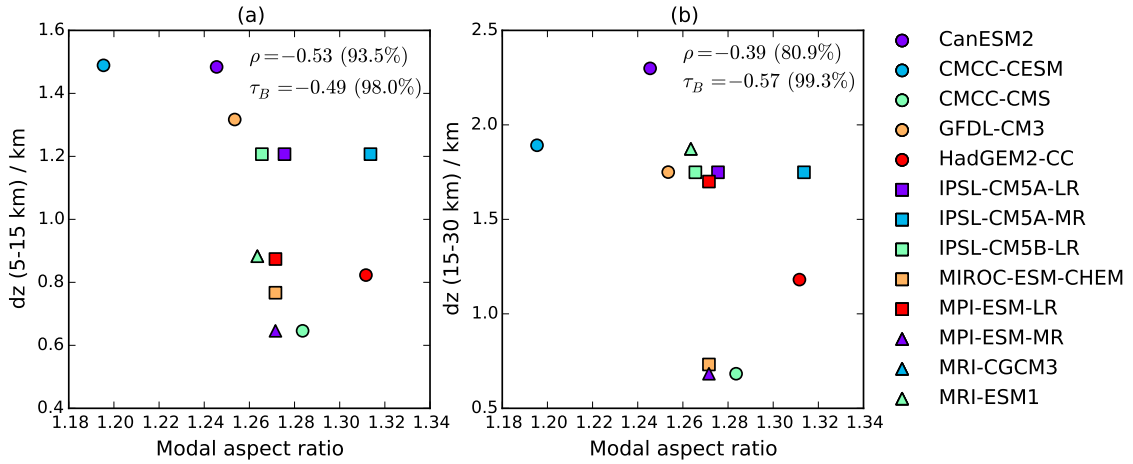 (a)
ρ=−0.53 (93.5%)
τ_B=−0.49 (98.0%)
1.6
1.4
1.2
1.0
0.8
0.6
0.4
dz (5-15 km) / km
1.18 1.20 1.22 1.24 1.26 1.28 1.30 1.32 1.34
Modal aspect ratio
(b)
ρ=−0.39 (80.9%)
τ_B=−0.57 (99.3%)
2.5
2.0
1.5
1.0
0.5
dz (15-30 km) / km
1.18 1.20 1.22 1.24 1.26 1.28 1.30 1.32 1.34
Modal aspect ratio
CanESM2
CMCC-CESM
CMCC-CMS
GFDL-CM3
HadGEM2-CC
IPSL-CM5A-LR
IPSL-CM5A-MR
IPSL-CM5B-LR
MIROC-ESM-CHEM
MPI-ESM-LR
MPI-ESM-MR
MRI-CGCM3
MRI-ESM1